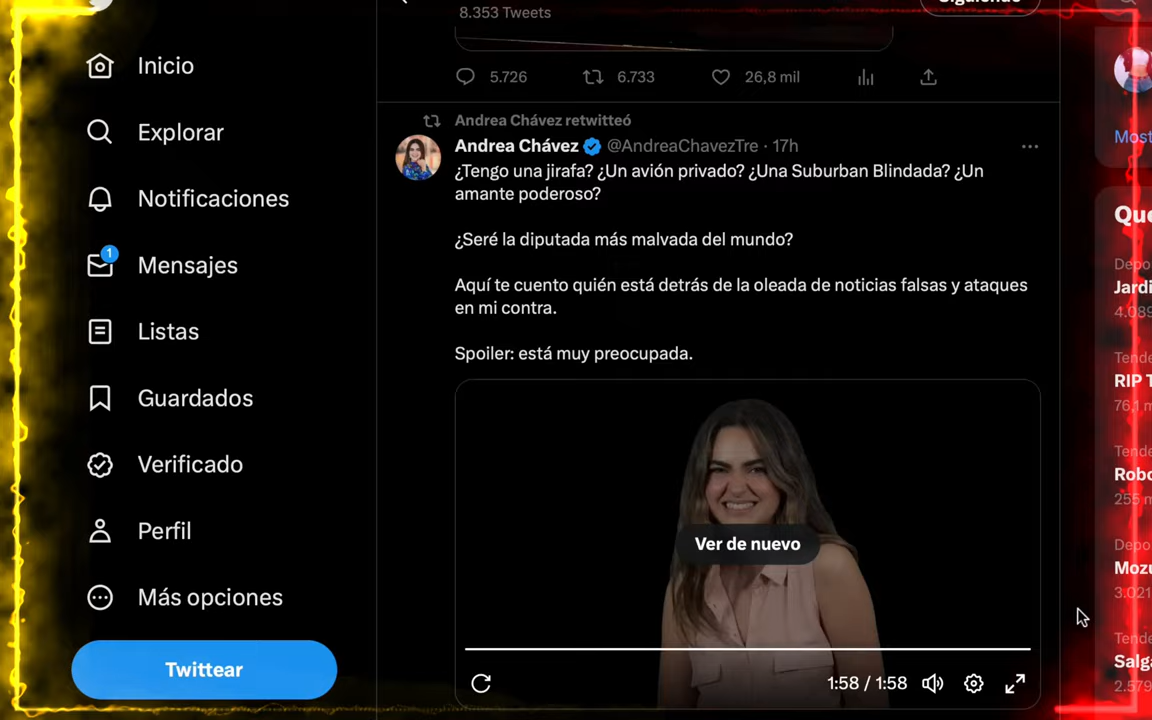 8.353 Tweets
Siguiendo
5.726
6.733
26,8 mil
Inicio
Explorar
Notificaciones
1
Mensajes
Listas
Guardados
Verificado
Perfil
Más opciones
Twittear
Andrea Chávez retwitteó
Andrea Chávez @AndreaChavezTre · 17h
¿Tengo una jirafa? ¿Un avión privado? ¿Una Suburban Blindada? ¿Un
amante poderoso?
¿Seré la diputada más malvada del mundo?
Aquí te cuento quién está detrás de la oleada de noticias falsas y ataques
en mi contra.
Spoiler: está muy preocupada.
Ver de nuevo
1:58 / 1:58
Most
Que
Depo
Jardi
4.089
Tende
RIP T
76,1 m
Tende
Robo
255 m
Depo
Mozu
3.021
Tende
Salga
2.579